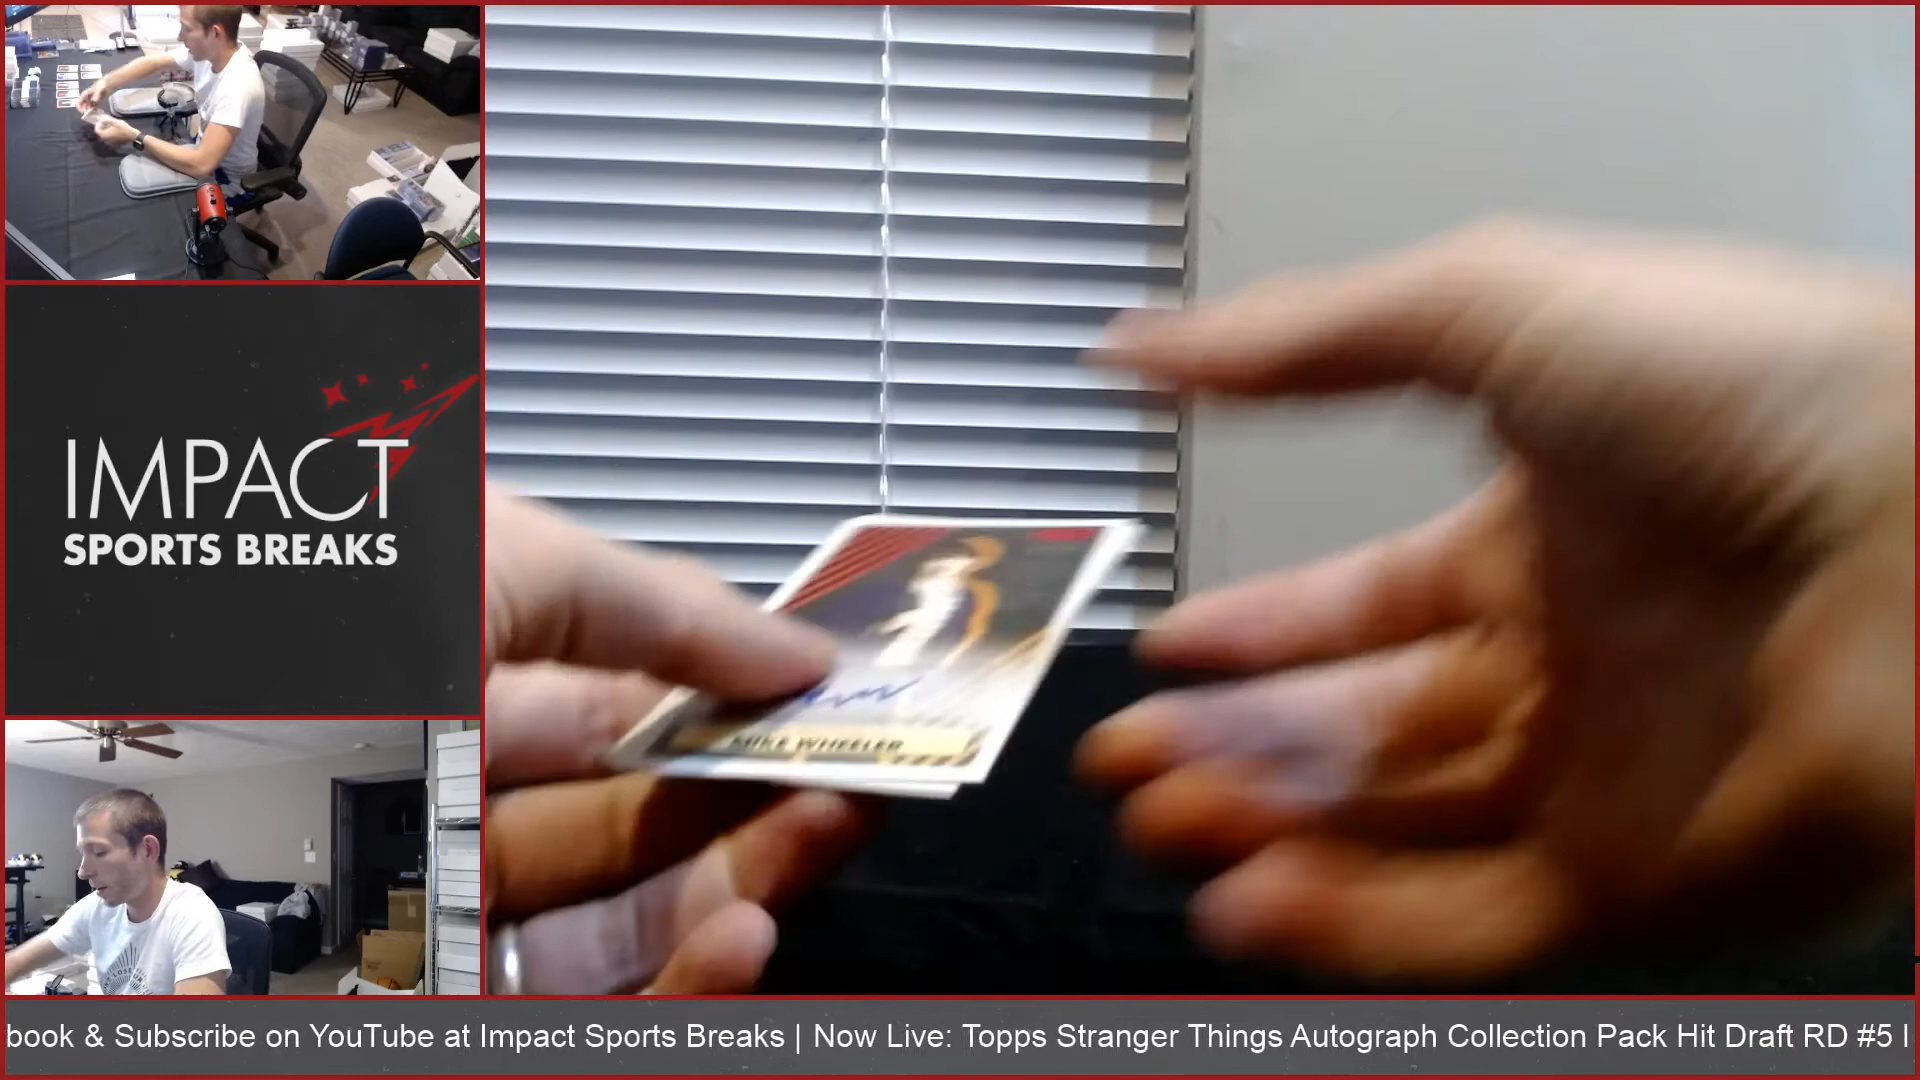 IMPACT
SPORTS BREAKS
MIKE WHEELER
book & Subscribe on YouTube at Impact Sports Breaks | Now Live: Topps Stranger Things Autograph Collection Pack Hit Draft RD #5 I